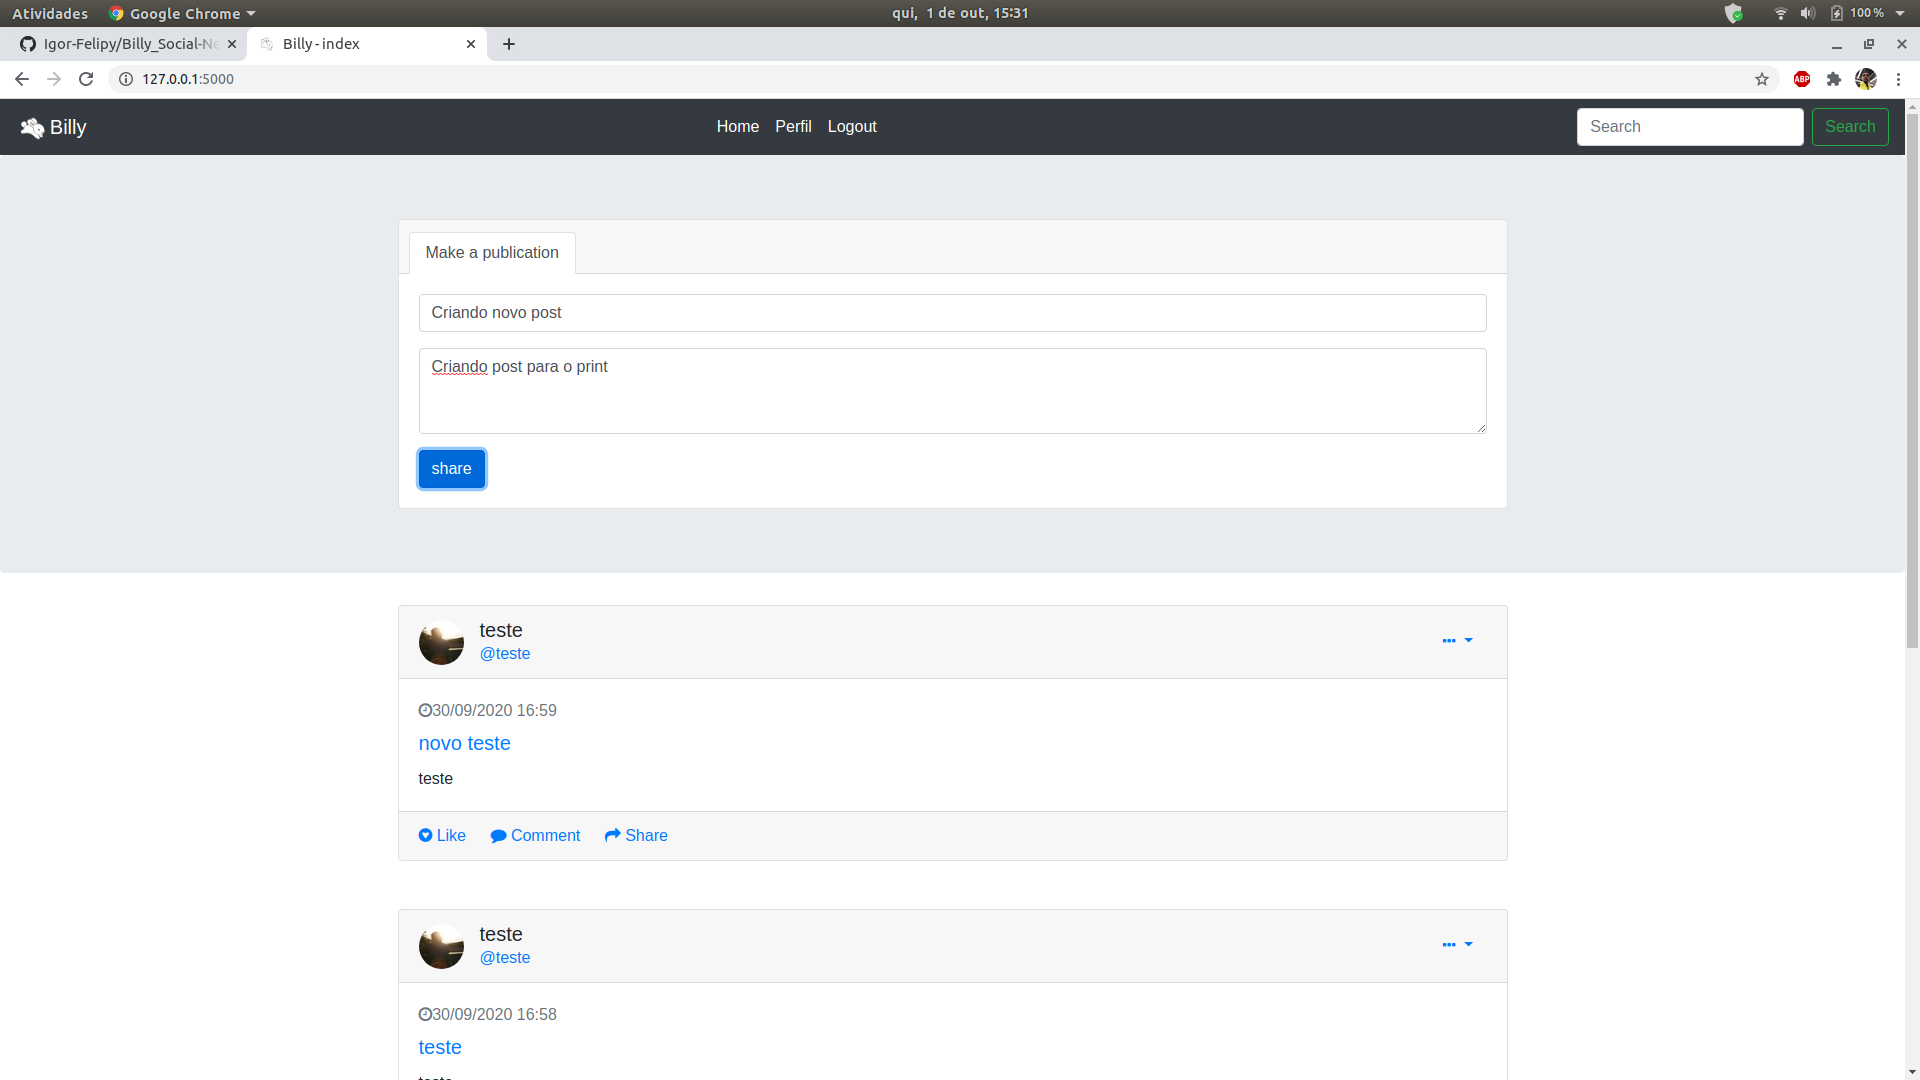 Atividades Google Chrome qui, 1 de out, 15:31 100 %
Igor-Felipy/Billy_Social-Ne Billy - index
127.0.0.1:5000 ABP
Billy Home Perfil Logout Search Search
Make a publication
Criando novo post
Criando post para o print
share
teste
@teste
30/09/2020 16:59
novo teste
teste
Like Comment Share
teste
@teste
30/09/2020 16:58
teste